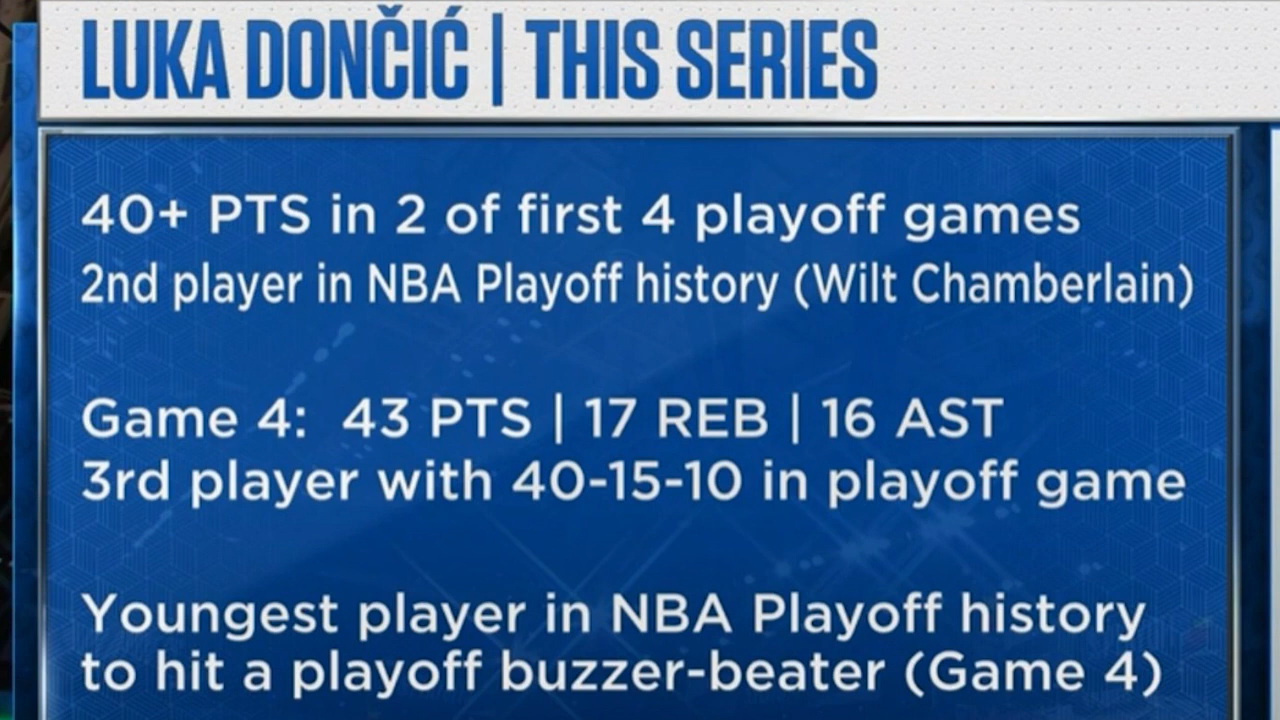 LUKA DONČIĆ | THIS SERIES
40+ PTS in 2 of first 4 playoff games
2nd player in NBA Playoff history (Wilt Chamberlain)
Game 4: 43 PTS | 17 REB | 16 AST
3rd player with 40-15-10 in playoff game
Youngest player in NBA Playoff history
to hit a playoff buzzer-beater (Game 4)